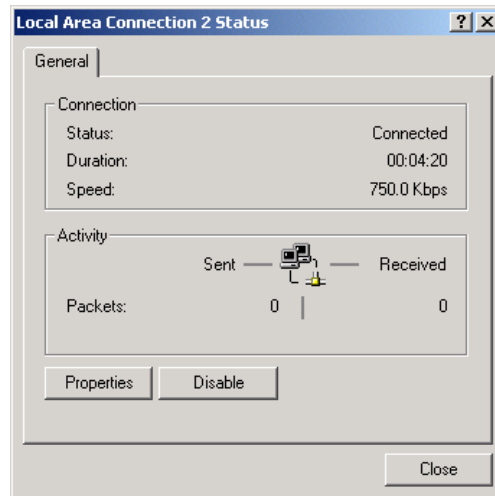 Local Area Connection 2 Status
General
Connection
Status: Connected
Duration: 00:04:20
Speed: 750.0 Kbps
Activity
Sent Received
Packets: 0 0
Properties Disable
Close